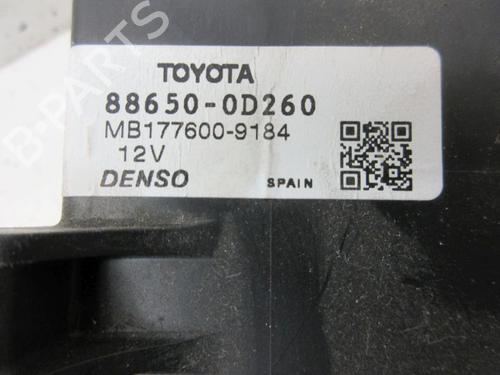 B-PARTS
TOYOTA
88650-0D260
MB177600-9184
12V
DENSO
SPAIN